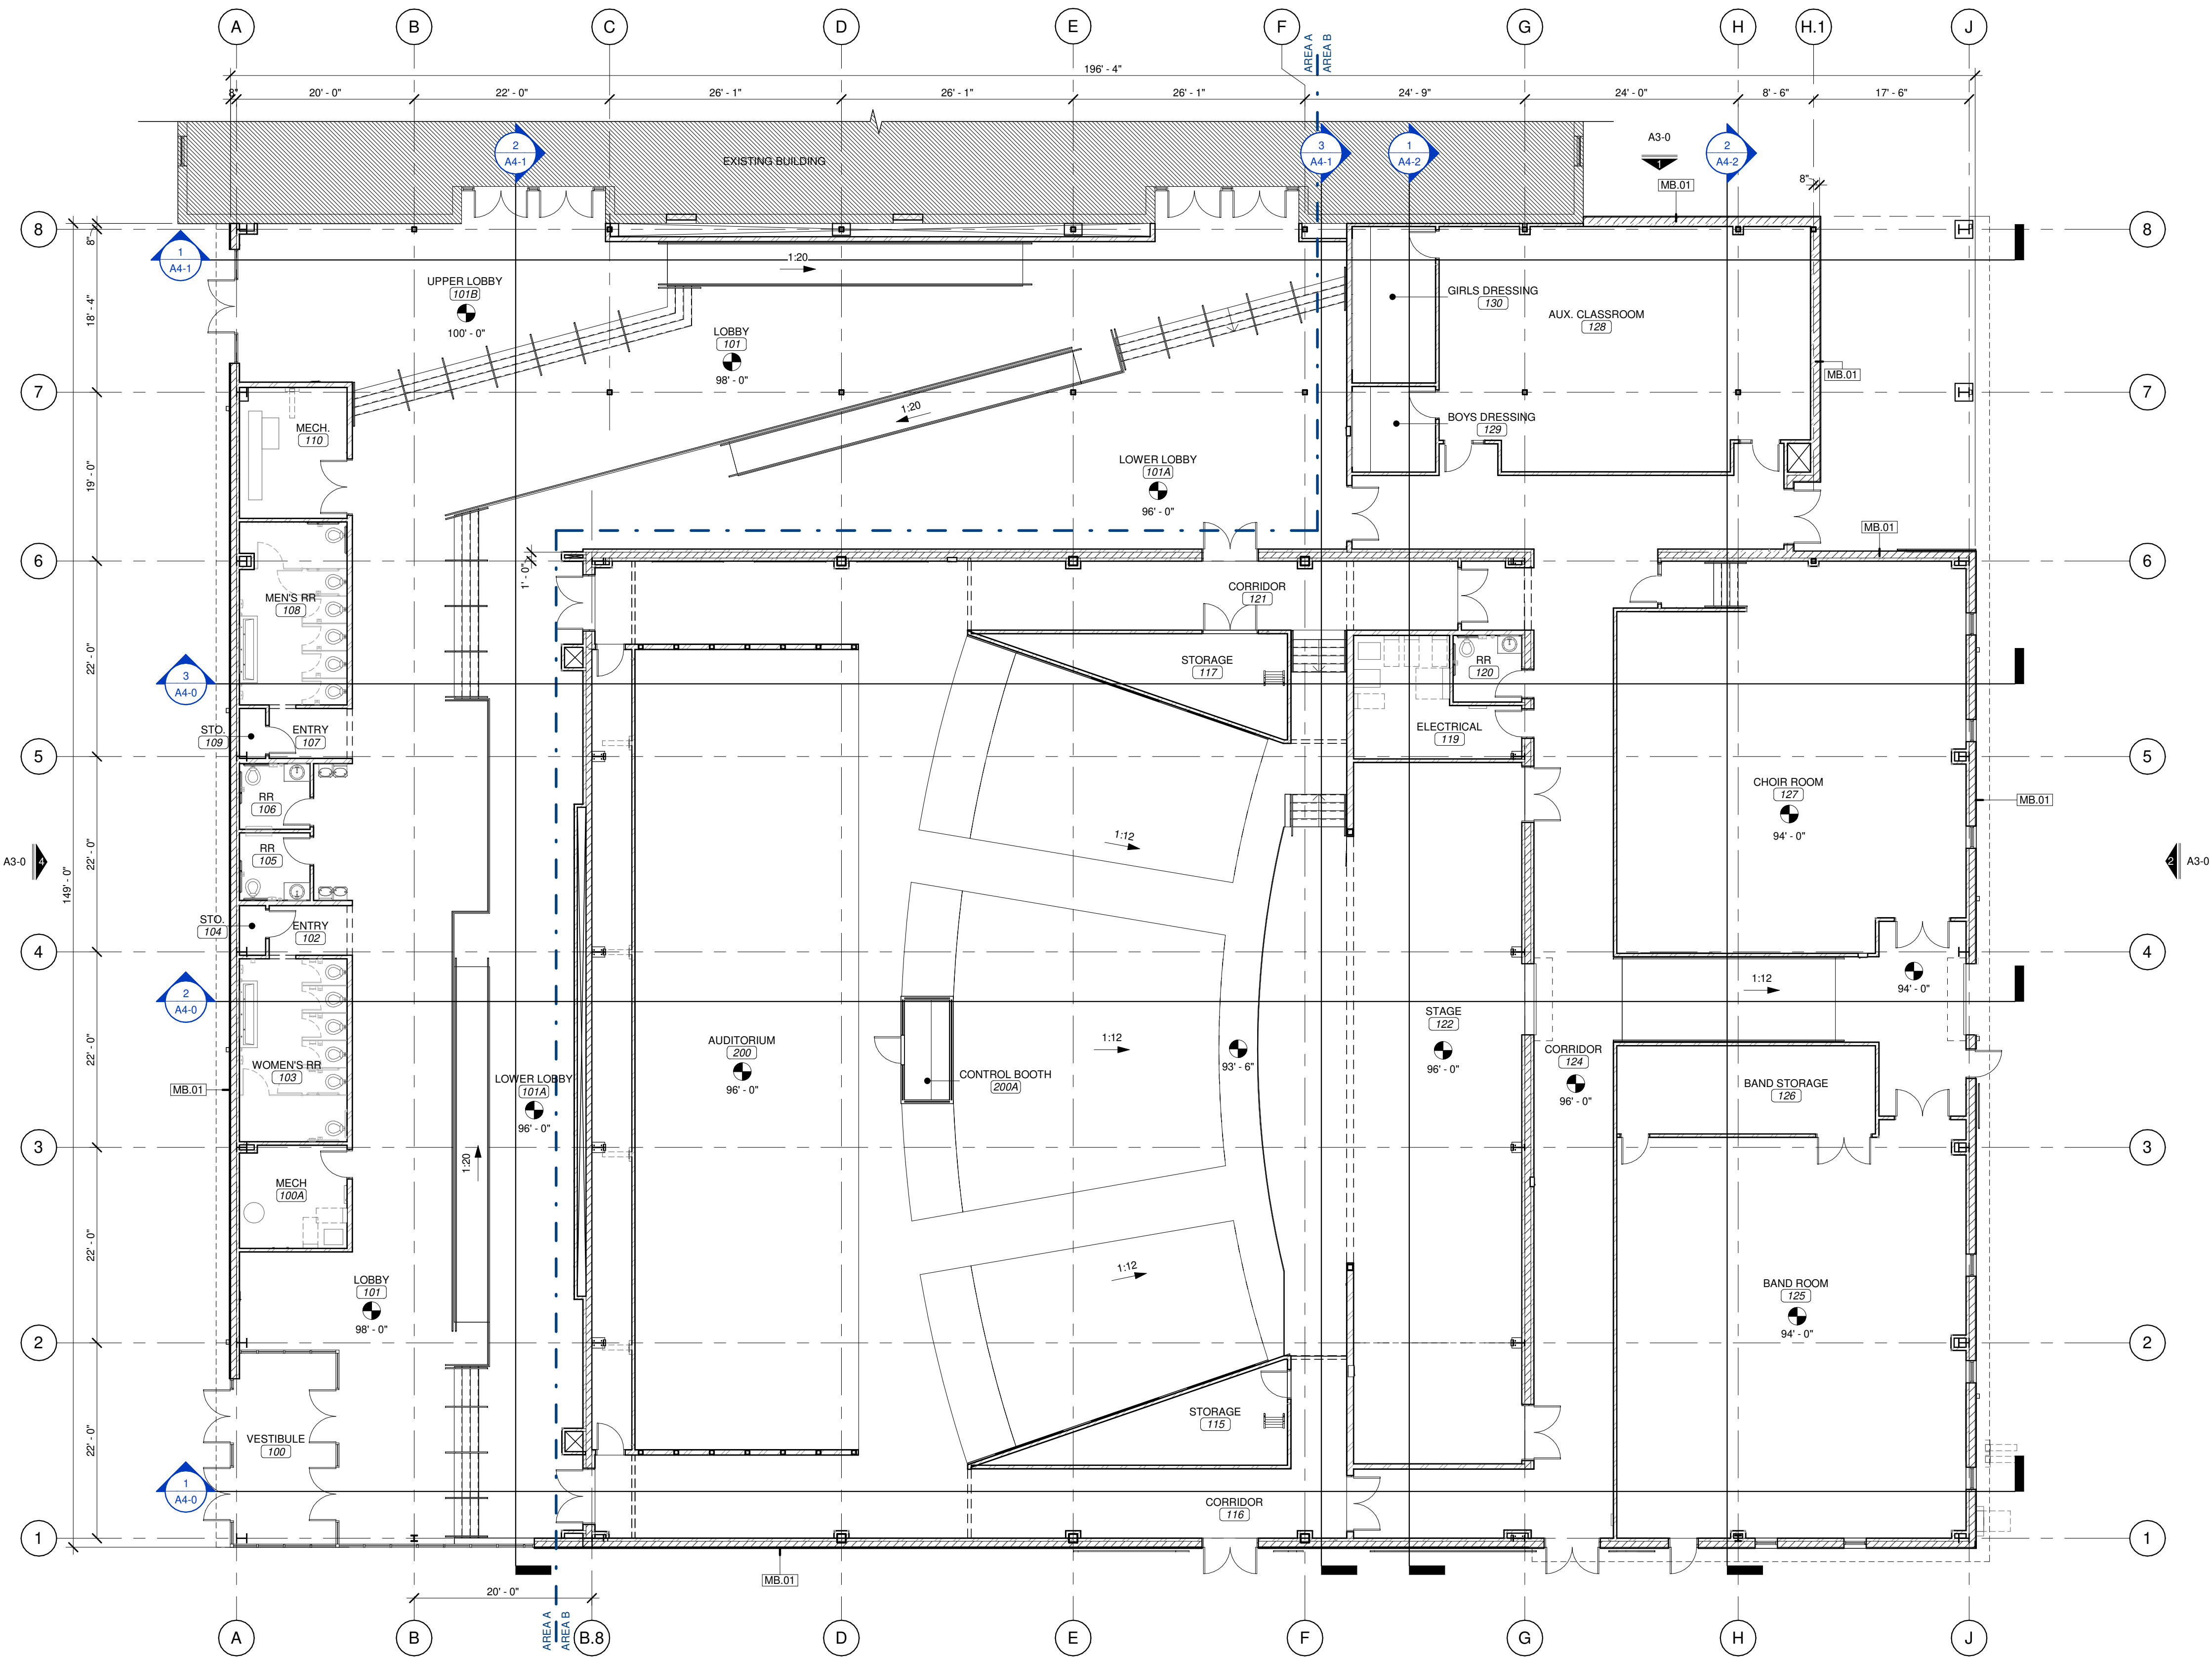 A
B
C
D
E
F
AREA A
AREA B
G
H
H.1
J
196' - 4"
8"
20' - 0"
22' - 0"
26' - 1"
26' - 1"
26' - 1"
24' - 9"
24' - 0"
8' - 6"
17' - 6"
2
A4-1
EXISTING BUILDING
3
A4-1
1
A4-2
A3-0
1
2
A4-2
MB.01
8"
8
8"
8
1
A4-1
1:20
UPPER LOBBY
101B
100' - 0"
GIRLS DRESSING
130
18' - 4"
LOBBY
101
98' - 0"
AUX. CLASSROOM
128
MB.01
7
7
1:20
BOYS DRESSING
129
MECH.
110
19' - 0"
LOWER LOBBY
101A
96' - 0"
MB.01
6
6
1' - 0"
CORRIDOR
121
MEN'S RR
108
22' - 0"
STORAGE
117
RR
120
3
A4-0
STO.
109
ENTRY
107
ELECTRICAL
119
5
5
CHOIR ROOM
127
94' - 0"
MB.01
RR
106
1:12
RR
105
A3-0
4
22' - 0"
149' - 0"
2
A3-0
STO.
104
ENTRY
102
4
4
94' - 0"
1:12
2
A4-0
STAGE
122
96' - 0"
22' - 0"
WOMEN'S RR
103
AUDITORIUM
200
96' - 0"
1:12
93' - 6"
CORRIDOR
124
96' - 0"
MB.01
LOWER LOBBY
101A
96' - 0"
CONTROL BOOTH
200A
BAND STORAGE
126
3
3
1:20
MECH
100A
22' - 0"
LOBBY
101
98' - 0"
1:12
BAND ROOM
125
94' - 0"
2
2
VESTIBULE
100
22' - 0"
STORAGE
115
1
A4-0
CORRIDOR
116
1
1
MB.01
20' - 0"
AREA A
AREA B
A
B
B.8
D
E
F
G
H
J